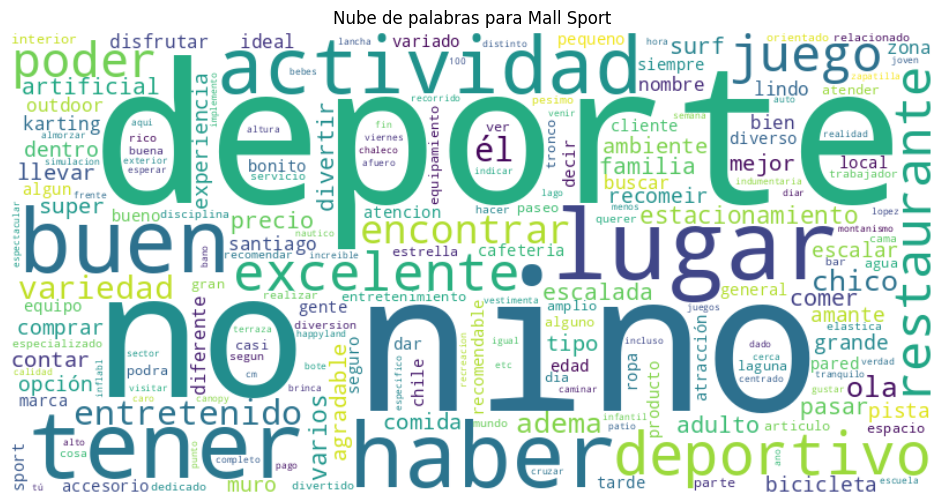 Nube de palabras para Mall Sport
interior
disfrutar
ideal
lancha
variado
distinto
pequeno
hora
orientado
relacionado
poder
actividad
surf
juego
zona
joven
bebes
100
siempre
artificial
implemento
recorrido
pesimo
nombre
lindo
zapatilla
atender
outdoor
experiencia
deporte
venir
auto
karting
aqui
altura
fin
ver
tronco
cliente
semana
bien
realidad
almorzar
rico
buena
divertir
viernes
chaleco
él
equipamiento
decir
ambiente
diverso
restaurante
dentro
exterior
bonito
afuero
familia
mejor
local
llevar
simulacion
esperar
servicio
indicar
lago
buscar
indumentaria
trabajador
algun
frente
recomeir
diar
super
bueno
disciplina
precio
atencion
hacer
paseo
querer
menos
estacionamiento
lopez
montanismo
espectacular
buen
bano
santiago
nautico
encontrar
lugar
cama
recomendar
increible
estrella
cafeteria
escalar
bar
agua
variedad
gran
excelente
realizar
entretenimiento
escalada
general
chico
equipo
no
nino
gente
vestimenta
amplio
juegos
comer
elastica
comprar
diferente
terraza
diversion
happyland
alguno
amante
especializado
casi
segun
dar
recomendable
igual
tipo
atracción
incluso
dado
cerca
grande
contar
sector
cm
seguro
chile
especifico
recreacion
etc
edad
ropa
laguna
centrado
pared
verdad
opción
podra
bote
dia
caminar
tranquilo
calidad
inflabl
visitar
brinca
agradable
gustar
ola
marca
caro
canopy
entretenido
varios
comida
mundo
adema
infantil
patio
producto
adulto
articulo
pasar
pista
espacio
tener
haber
deportivo
sport
alto
cosa
punto
completo
pago
ano
tú
accesorio
dedicado
muro
divertido
cruzar
tarde
parte
bicicleta
escuela